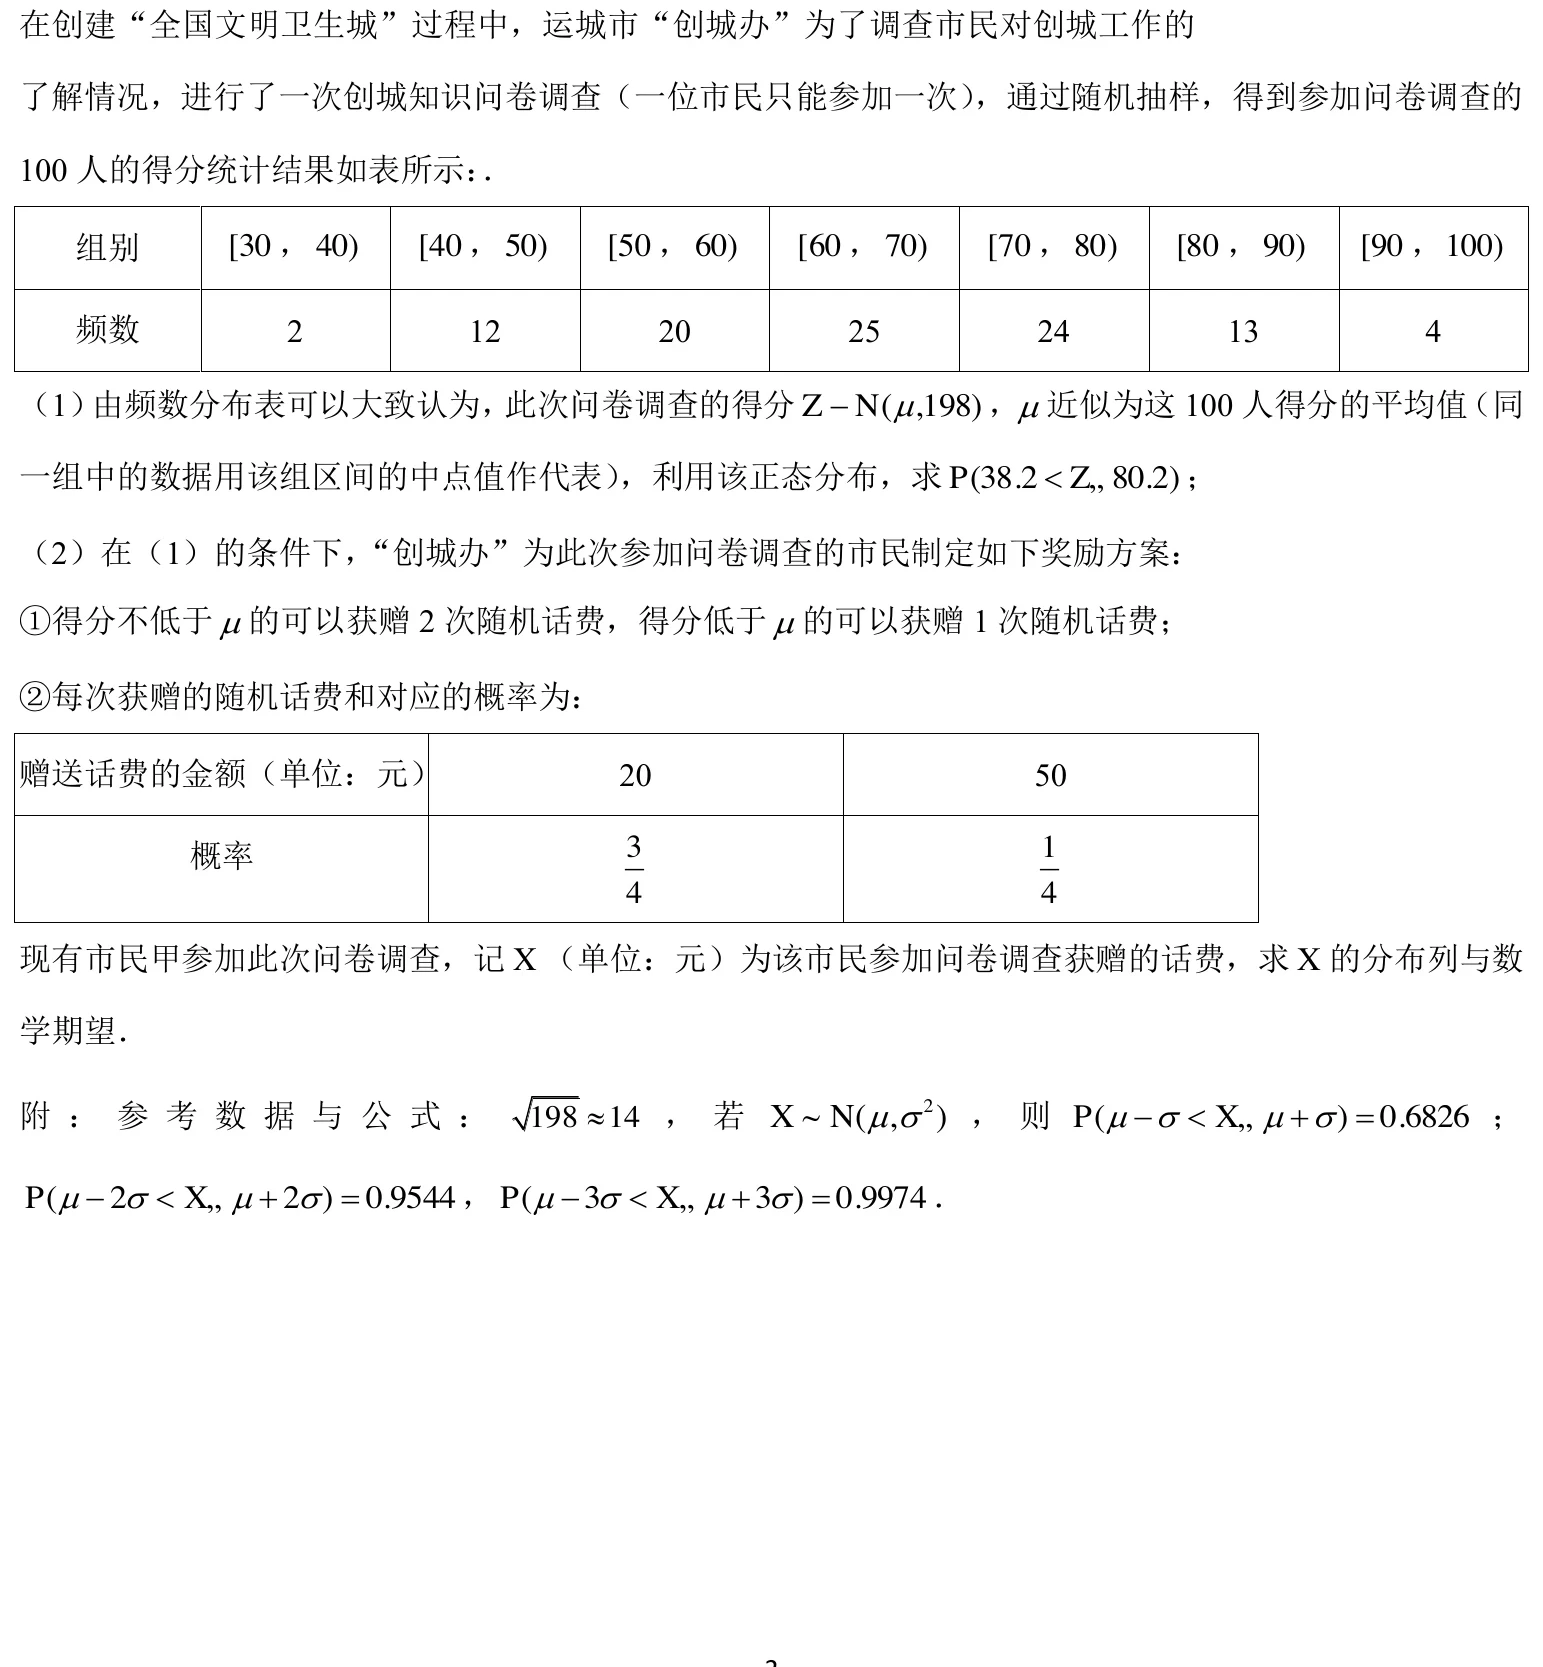 在创建“全国文明卫生城”过程中，运城市“创城办”为了调查市民对创城工作的
了解情况，进行了一次创城知识问卷调查（一位市民只能参加一次），通过随机抽样，得到参加问卷调查的
100 人的得分统计结果如表所示：．
组别 [30， 40) [40， 50) [50， 60) [60， 70) [70， 80) [80， 90) [90， 100)
频数 2 12 20 25 24 13 4
（1）由频数分布表可以大致认为，此次问卷调查的得分 Z − N(μ,198) ，μ 近似为这 100 人得分的平均值（同
一组中的数据用该组区间的中点值作代表），利用该正态分布，求 P(38.2 < Z,, 80.2)；
（2）在（1）的条件下，“创城办”为此次参加问卷调查的市民制定如下奖励方案：
①得分不低于 μ 的可以获赠 2 次随机话费，得分低于 μ 的可以获赠 1 次随机话费；
②每次获赠的随机话费和对应的概率为：
赠送话费的金额（单位：元） 20 50
概率 3/4 1/4
现有市民甲参加此次问卷调查，记 X （单位：元）为该市民参加问卷调查获赠的话费，求 X 的分布列与数
学期望．
附：参考数据与公式： √198 ≈ 14 ，若 X ~ N(μ,σ²) ，则 P(μ − σ < X,, μ + σ) = 0.6826 ；
P(μ − 2σ < X,, μ + 2σ) = 0.9544 ，P(μ − 3σ < X,, μ + 3σ) = 0.9974 ．